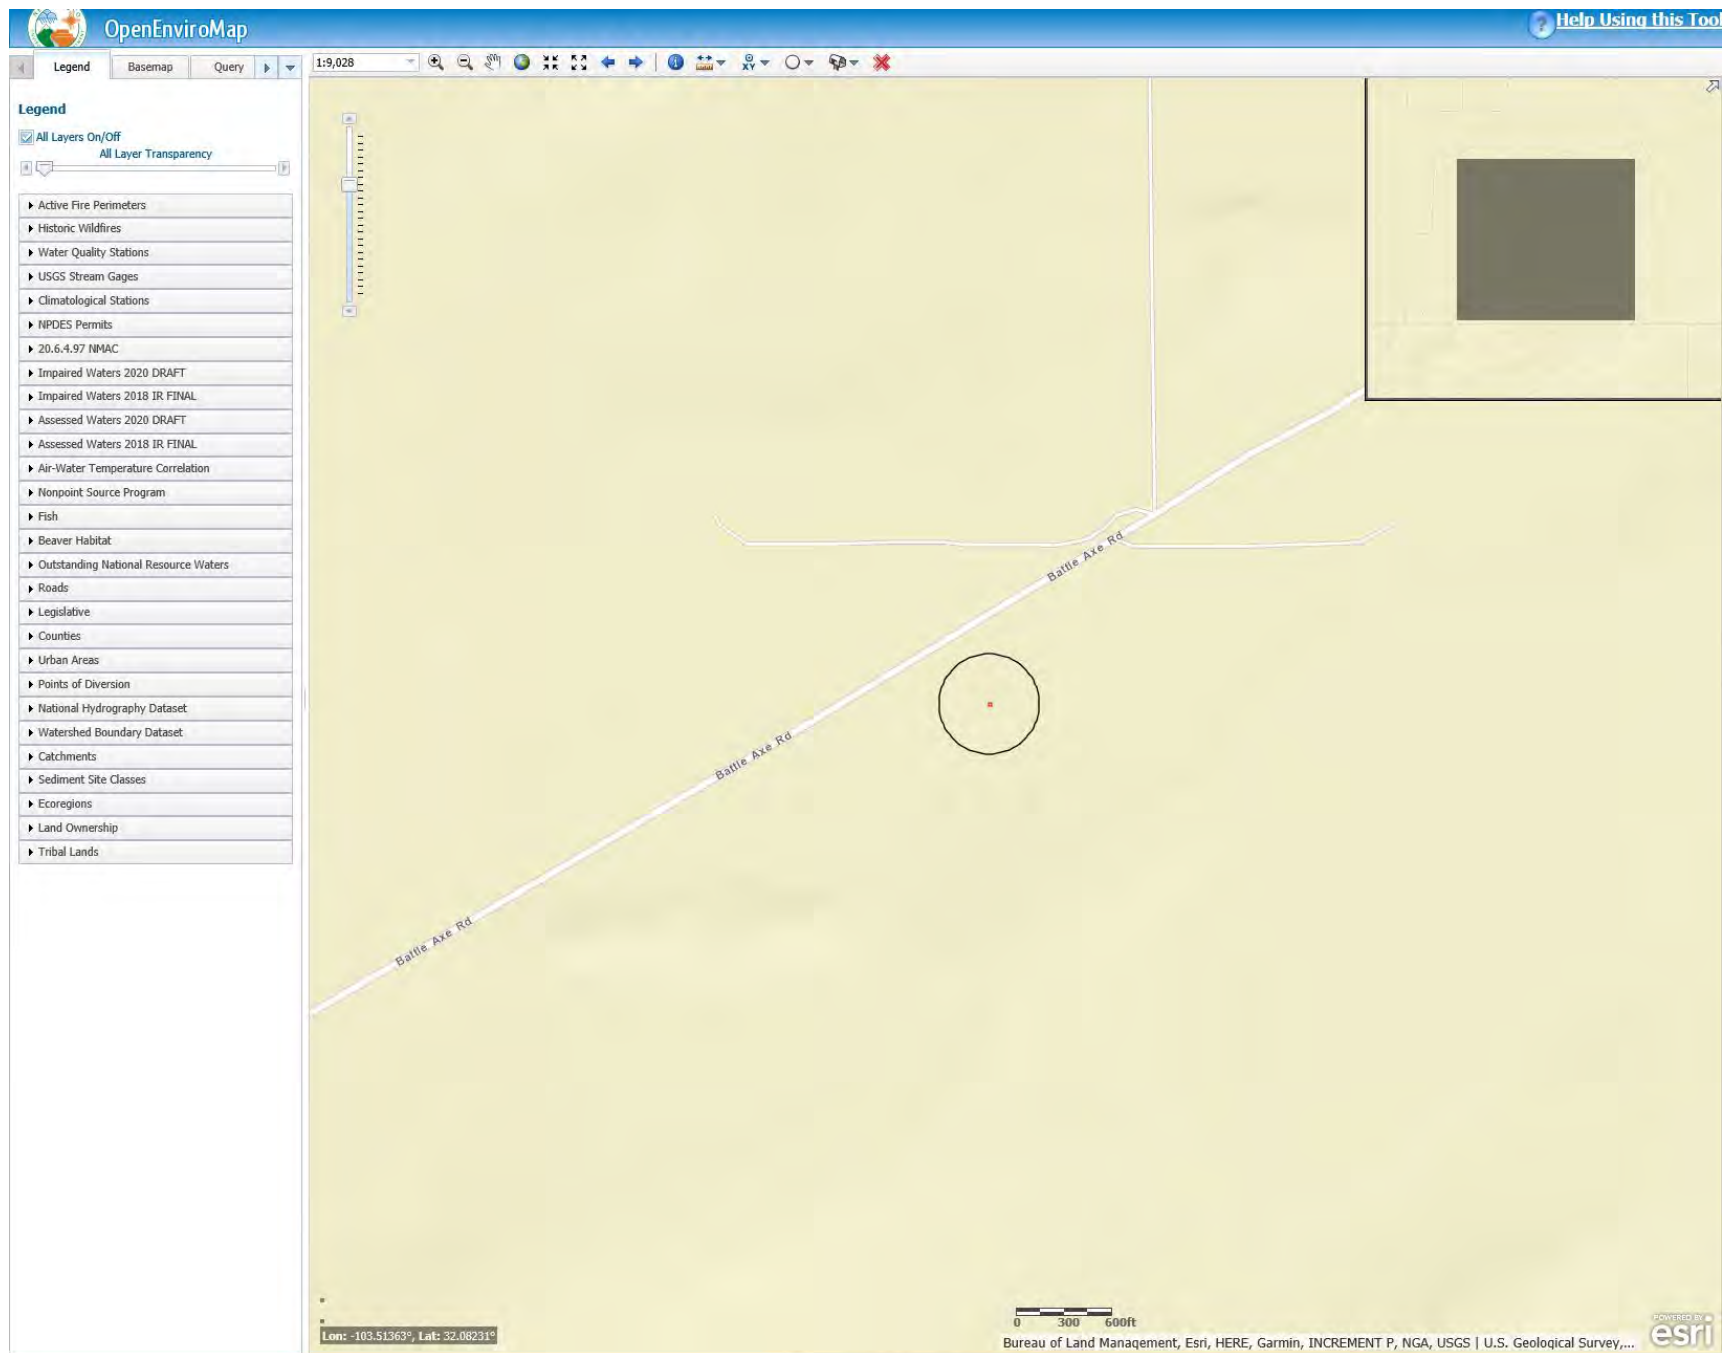 OpenEnviroMap
Help Using this Tool
Legend Basemap Query
1:9,028
Legend
All Layers On/Off
All Layer Transparency
Active Fire Perimeters
Historic Wildfires
Water Quality Stations
USGS Stream Gages
Climatological Stations
NPDES Permits
20.6.4.97 NMAC
Impaired Waters 2020 DRAFT
Impaired Waters 2018 IR FINAL
Assessed Waters 2020 DRAFT
Assessed Waters 2018 IR FINAL
Air-Water Temperature Correlation
Nonpoint Source Program
Fish
Beaver Habitat
Outstanding National Resource Waters
Roads
Legislative
Counties
Urban Areas
Points of Diversion
National Hydrography Dataset
Watershed Boundary Dataset
Catchments
Sediment Site Classes
Ecoregions
Land Ownership
Tribal Lands
Battle Axe Rd
Battle Axe Rd
Battle Axe Rd
Lon: -103.51363°, Lat: 32.08231°
0 300 600ft
Bureau of Land Management, Esri, HERE, Garmin, INCREMENT P, NGA, USGS | U.S. Geological Survey,...
POWERED BY
esri